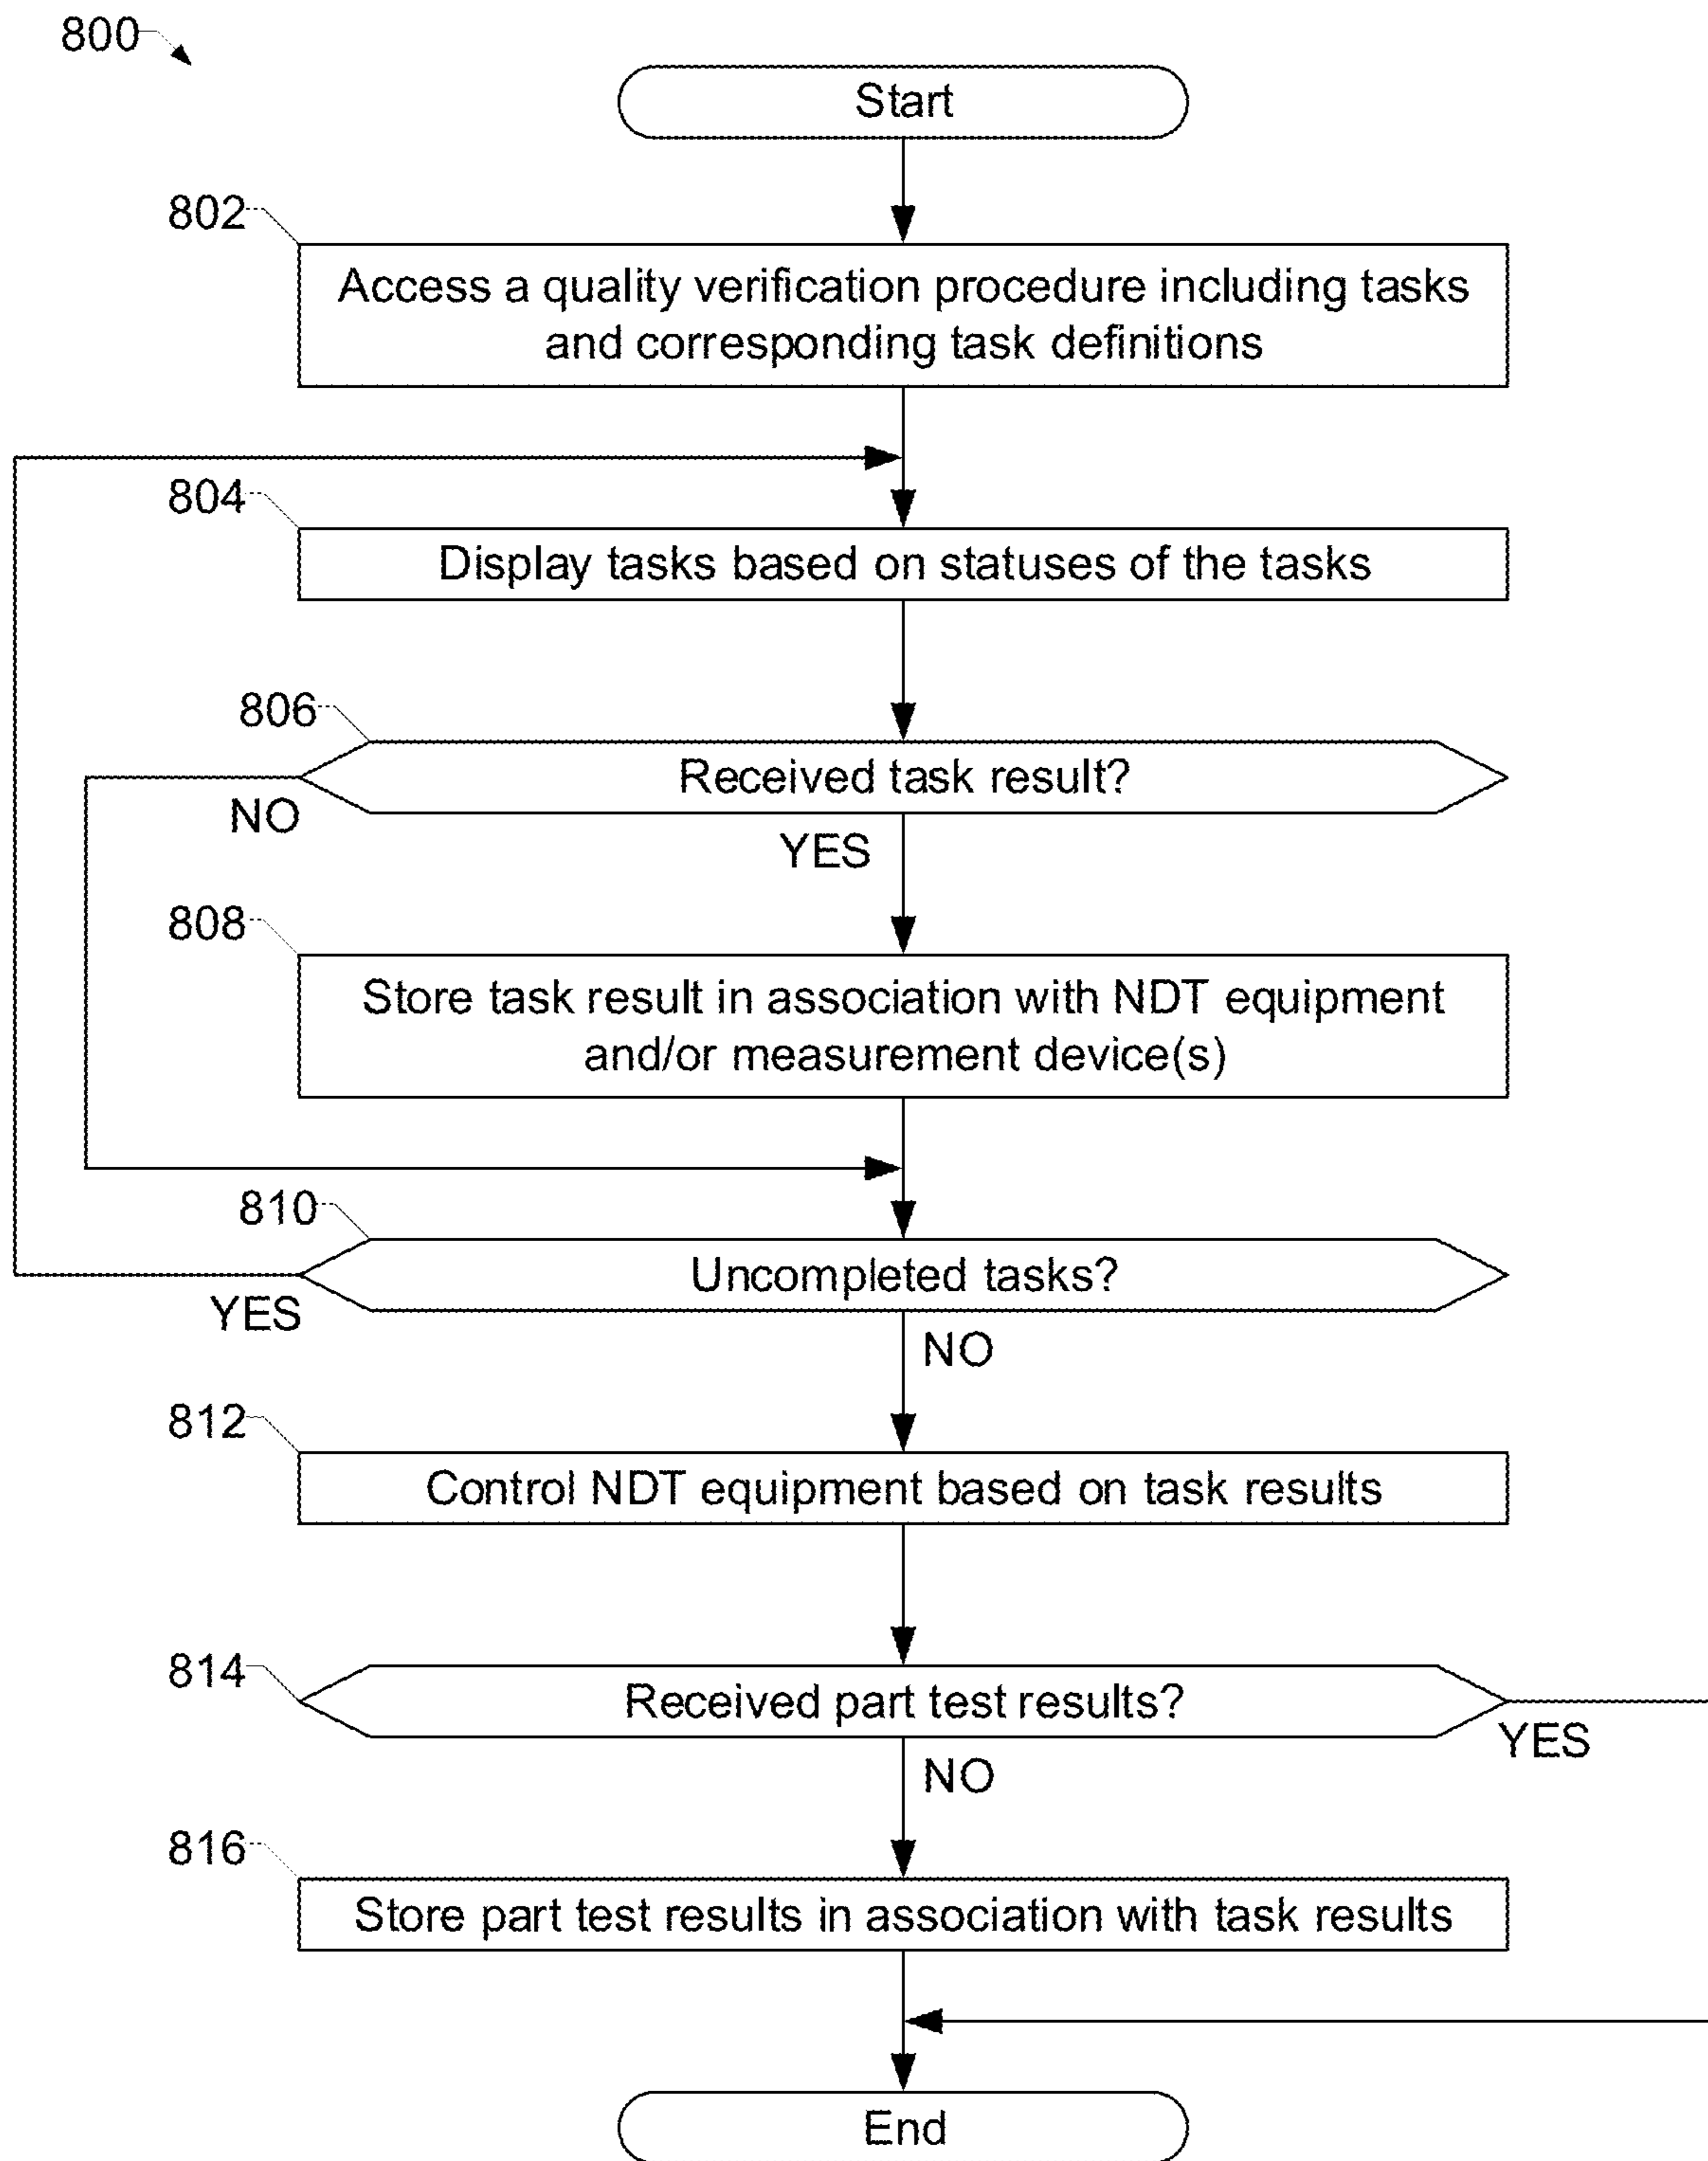 800
Start
802
Access a quality verification procedure including tasks
and corresponding task definitions
804
Display tasks based on statuses of the tasks
806
Received task result?
NO
YES
808
Store task result in association with NDT equipment
and/or measurement device(s)
810
Uncompleted tasks?
YES
NO
812
Control NDT equipment based on task results
814
Received part test results?
YES
NO
816
Store part test results in association with task results
End